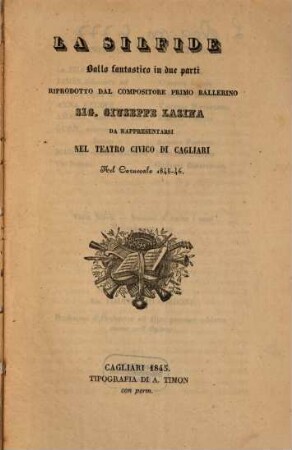 LA SILFIDE
Ballo fantastico in due parti
RIPRODOTTO DAL COMPOSITORE PRIMO BALLERINO
SIG. GIUSEPPE LASINA
DA RAPPRESENTARSI
NEL TEATRO CIVICO DI CAGLIARI
Nel Carnevale 1845-46.
CAGLIARI 1845.
TIPOGRAFIA DI A. TIMON
con perm.